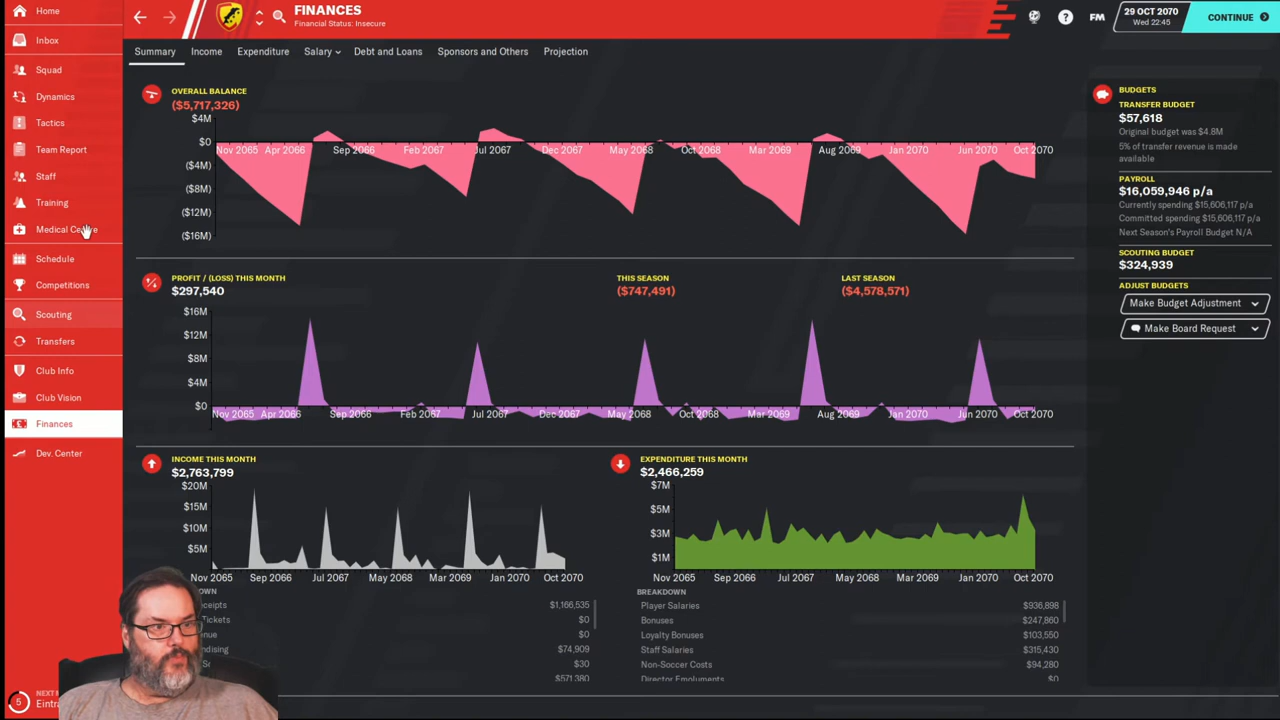 Home
Inbox
Squad
Dynamics
Tactics
Team Report
Staff
Training
Medical Centre
Schedule
Competitions
Scouting
Transfers
Club Info
Club Vision
Finances
Dev. Center
5
NEXT
Eintra
FINANCES
Financial Status: Insecure
?
FM
29 OCT 2070
Wed 22:45
CONTINUE
Summary
Income
Expenditure
Salary
Debt and Loans
Sponsors and Others
Projection
OVERALL BALANCE
($5,717,326)
$4M
$0
($4M)
($8M)
($12M)
($16M)
Nov 2065 Apr 2066 Sep 2066 Feb 2067 Jul 2067 Dec 2067 May 2068 Oct 2068 Mar 2069 Aug 2069 Jan 2070 Jun 2070 Oct 2070
PROFIT / (LOSS) THIS MONTH
$297,540
THIS SEASON
($747,491)
LAST SEASON
($4,578,571)
$16M
$12M
$8M
$4M
$0
Nov 2065 Apr 2066 Sep 2066 Feb 2067 Jul 2067 Dec 2067 May 2068 Oct 2068 Mar 2069 Aug 2069 Jan 2070 Jun 2070 Oct 2070
INCOME THIS MONTH
$2,763,799
$20M
$15M
$10M
$5M
Nov 2065 Sep 2066 Jul 2067 May 2068 Mar 2069 Jan 2070 Oct 2070
OWN
eceipts $1,166,535
Tickets $0
nue $0
ndising $74,909
$30
$571,380
EXPENDITURE THIS MONTH
$2,466,259
$7M
$5M
$3M
$1M
Nov 2065 Sep 2066 Jul 2067 May 2068 Mar 2069 Jan 2070 Oct 2070
BREAKDOWN
Player Salaries $936,898
Bonuses $247,860
Loyalty Bonuses $103,550
Staff Salaries $315,430
Non-Soccer Costs $94,280
Director Emoluments $0
BUDGETS
TRANSFER BUDGET
$57,618
Original budget was $4.8M
5% of transfer revenue is made
available
PAYROLL
$16,059,946 p/a
Currently spending $15,606,117 p/a
Committed spending $15,606,117 p/a
Next Season's Payroll Budget N/A
SCOUTING BUDGET
$324,939
ADJUST BUDGETS
Make Budget Adjustment
Make Board Request